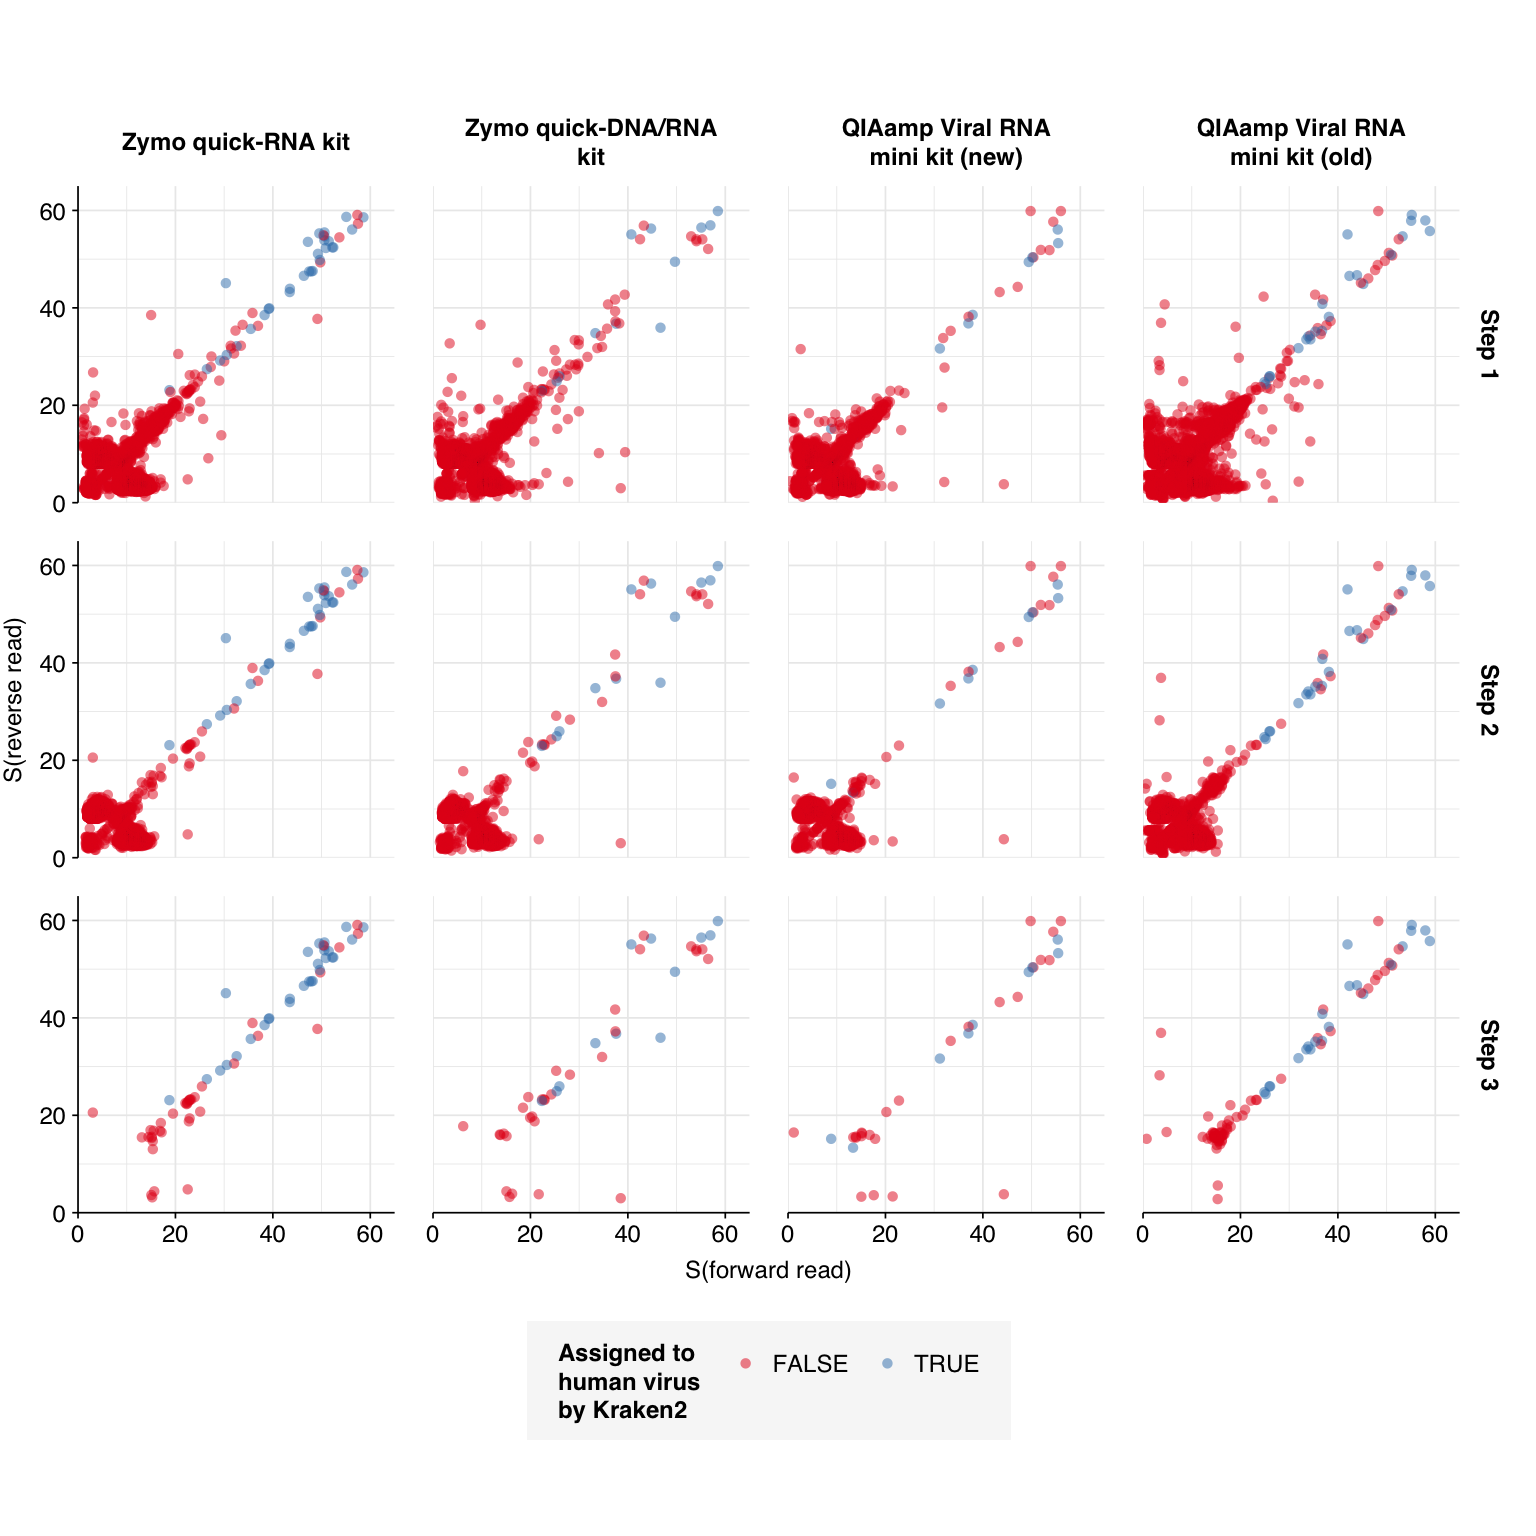 Zymo quick-RNA kit
Zymo quick-DNA/RNA
kit
QIAamp Viral RNA
mini kit (new)
QIAamp Viral RNA
mini kit (old)
60
40
20
0
Step 1
60
40
20
0
Step 2
S(reverse read)
60
40
20
0
Step 3
0 20 40 60
0 20 40 60
0 20 40 60
0 20 40 60
S(forward read)
Assigned to
human virus
by Kraken2
FALSE
TRUE